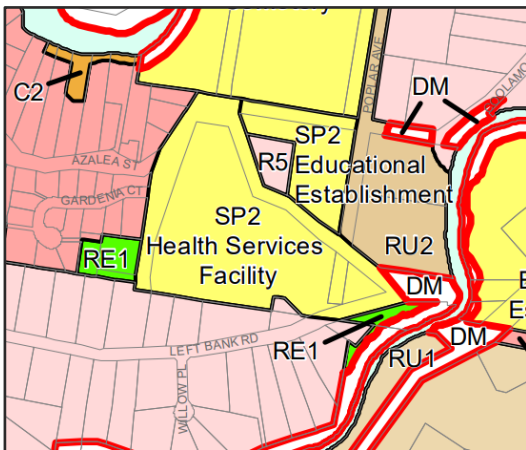 POPLAR AVE
DM
C2
SP2
Educational
Establishment
R5
AZALEA ST
GARDENIA CT
SP2
Health Services
Facility
RE1
RU2
DM
RE1
DM
RU1
LEFT BANK RD
WILLOW PL